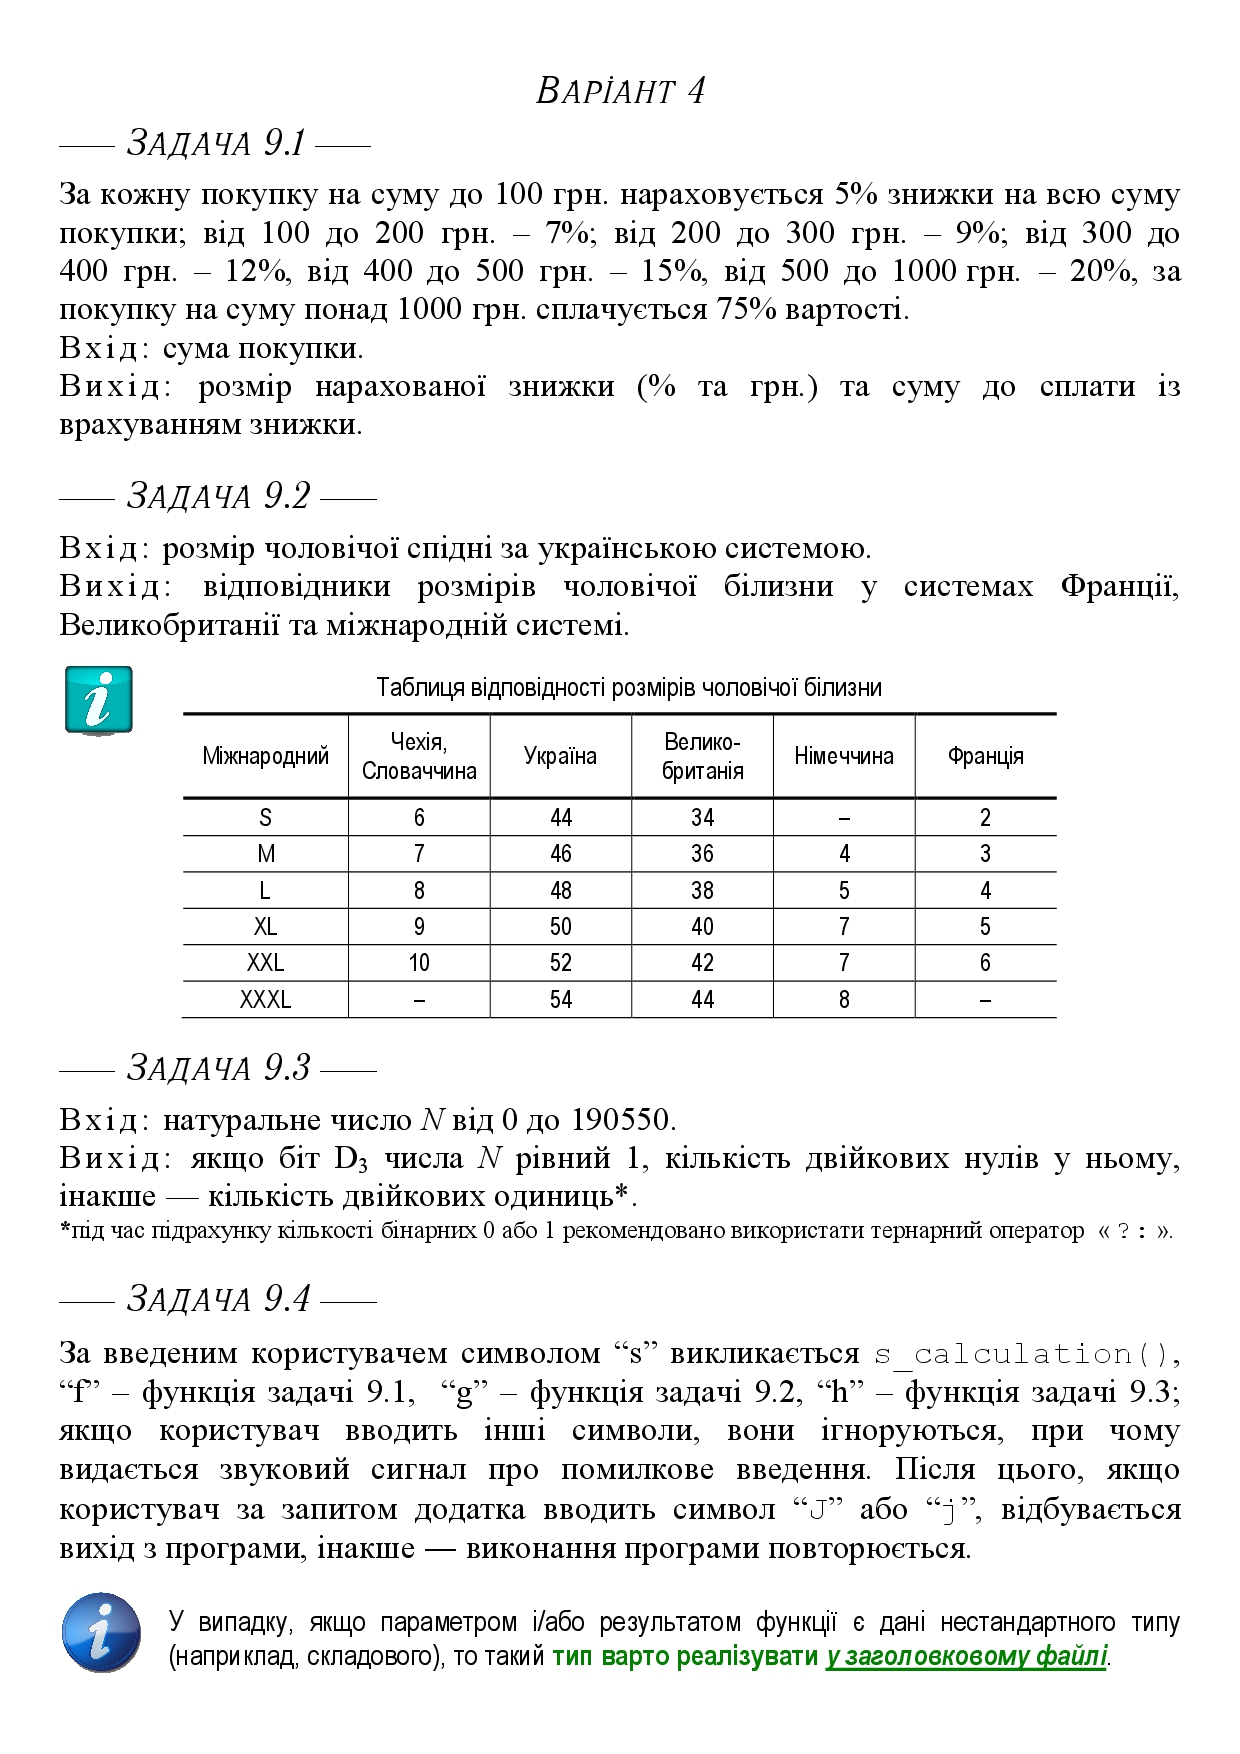 ВАРІАНТ 4
—— ЗАДАЧА 9.1 ——
За кожну покупку на суму до 100 грн. нараховується 5% знижки на всю суму
покупки; від 100 до 200 грн. – 7%; від 200 до 300 грн. – 9%; від 300 до
400 грн. – 12%, від 400 до 500 грн. – 15%, від 500 до 1000 грн. – 20%, за
покупку на суму понад 1000 грн. сплачується 75% вартості.
Вхід: сума покупки.
Вихід: розмір нарахованої знижки (% та грн.) та суму до сплати із
врахуванням знижки.
—— ЗАДАЧА 9.2 ——
Вхід: розмір чоловічої спідні за українською системою.
Вихід: відповідники розмірів чоловічої білизни у системах Франції,
Великобританії та міжнародній системі.
Таблиця відповідності розмірів чоловічої білизни
Міжнародний Чехія, Словаччина Україна Велико-британія Німеччина Франція
S 6 44 34 – 2
M 7 46 36 4 3
L 8 48 38 5 4
XL 9 50 40 7 5
XXL 10 52 42 7 6
XXXL – 54 44 8 –
—— ЗАДАЧА 9.3 ——
Вхід: натуральне число N від 0 до 190550.
Вихід: якщо біт D3 числа N рівний 1, кількість двійкових нулів у ньому,
інакше — кількість двійкових одиниць*.
*під час підрахунку кількості бінарних 0 або 1 рекомендовано використати тернарний оператор « ? : ».
—— ЗАДАЧА 9.4 ——
За введеним користувачем символом “s” викликається s_calculation(),
“f” – функція задачі 9.1, “g” – функція задачі 9.2, “h” – функція задачі 9.3;
якщо користувач вводить інші символи, вони ігноруються, при чому
видається звуковий сигнал про помилкове введення. Після цього, якщо
користувач за запитом додатка вводить символ “J” або “j”, відбувається
вихід з програми, інакше — виконання програми повторюється.
У випадку, якщо параметром і/або результатом функції є дані нестандартного типу
(наприклад, складового), то такий тип варто реалізувати у заголовковому файлі.